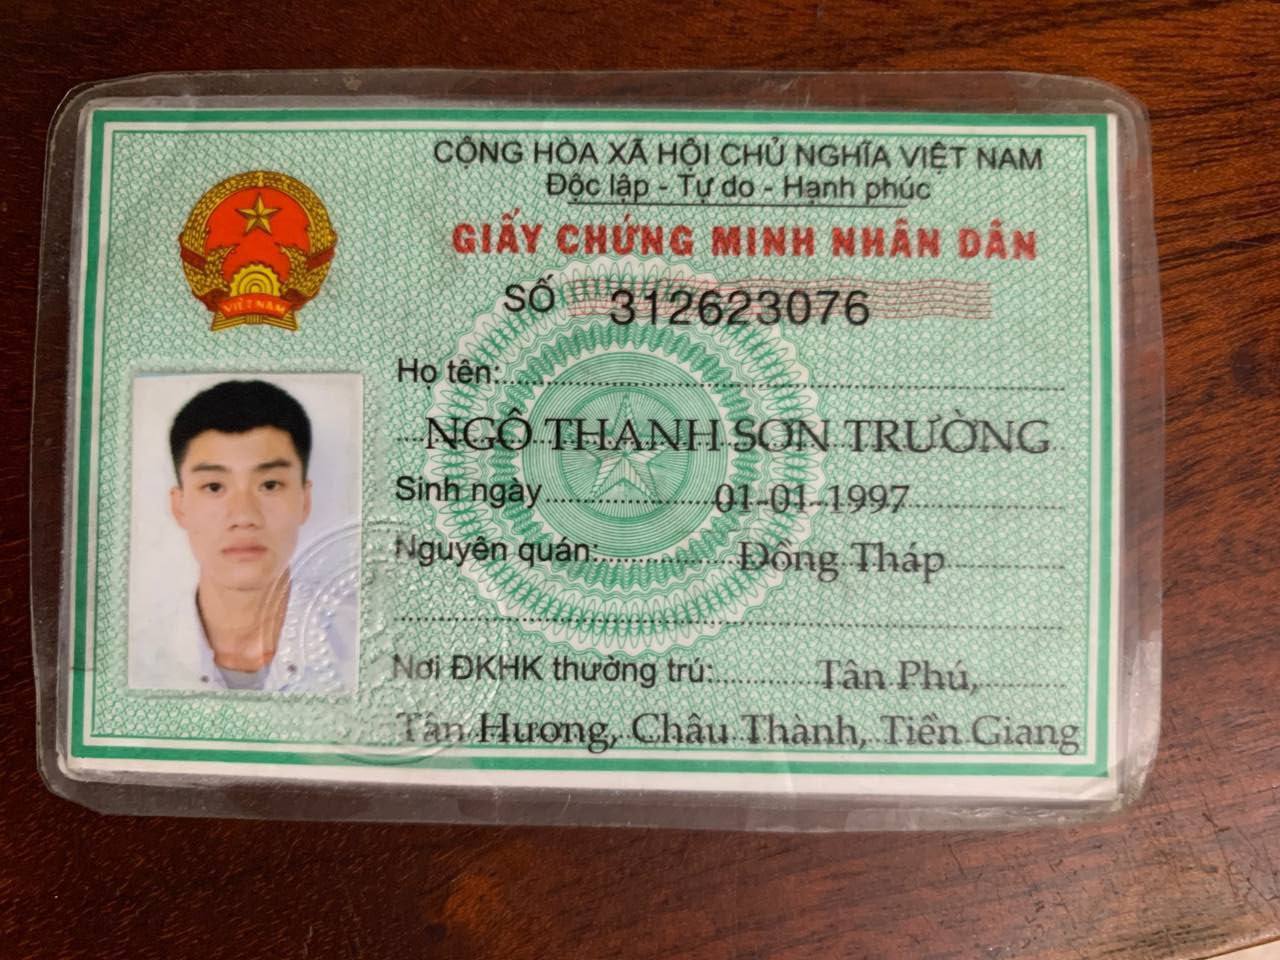 CỘNG HÒA XÃ HỘI CHỦ NGHĨA VIỆT NAM
Độc lập - Tự do - Hạnh phúc
GIẤY CHỨNG MINH NHÂN DÂN
SỐ 312623076
VIỆT NAM
Họ tên:
NGÔ THANH SƠN TRƯỜNG
Sinh ngày 01-01-1997
Nguyên quán: Đồng Tháp
Nơi ĐKHK thường trú: Tân Phú,
Tân Hương, Châu Thành, Tiền Giang